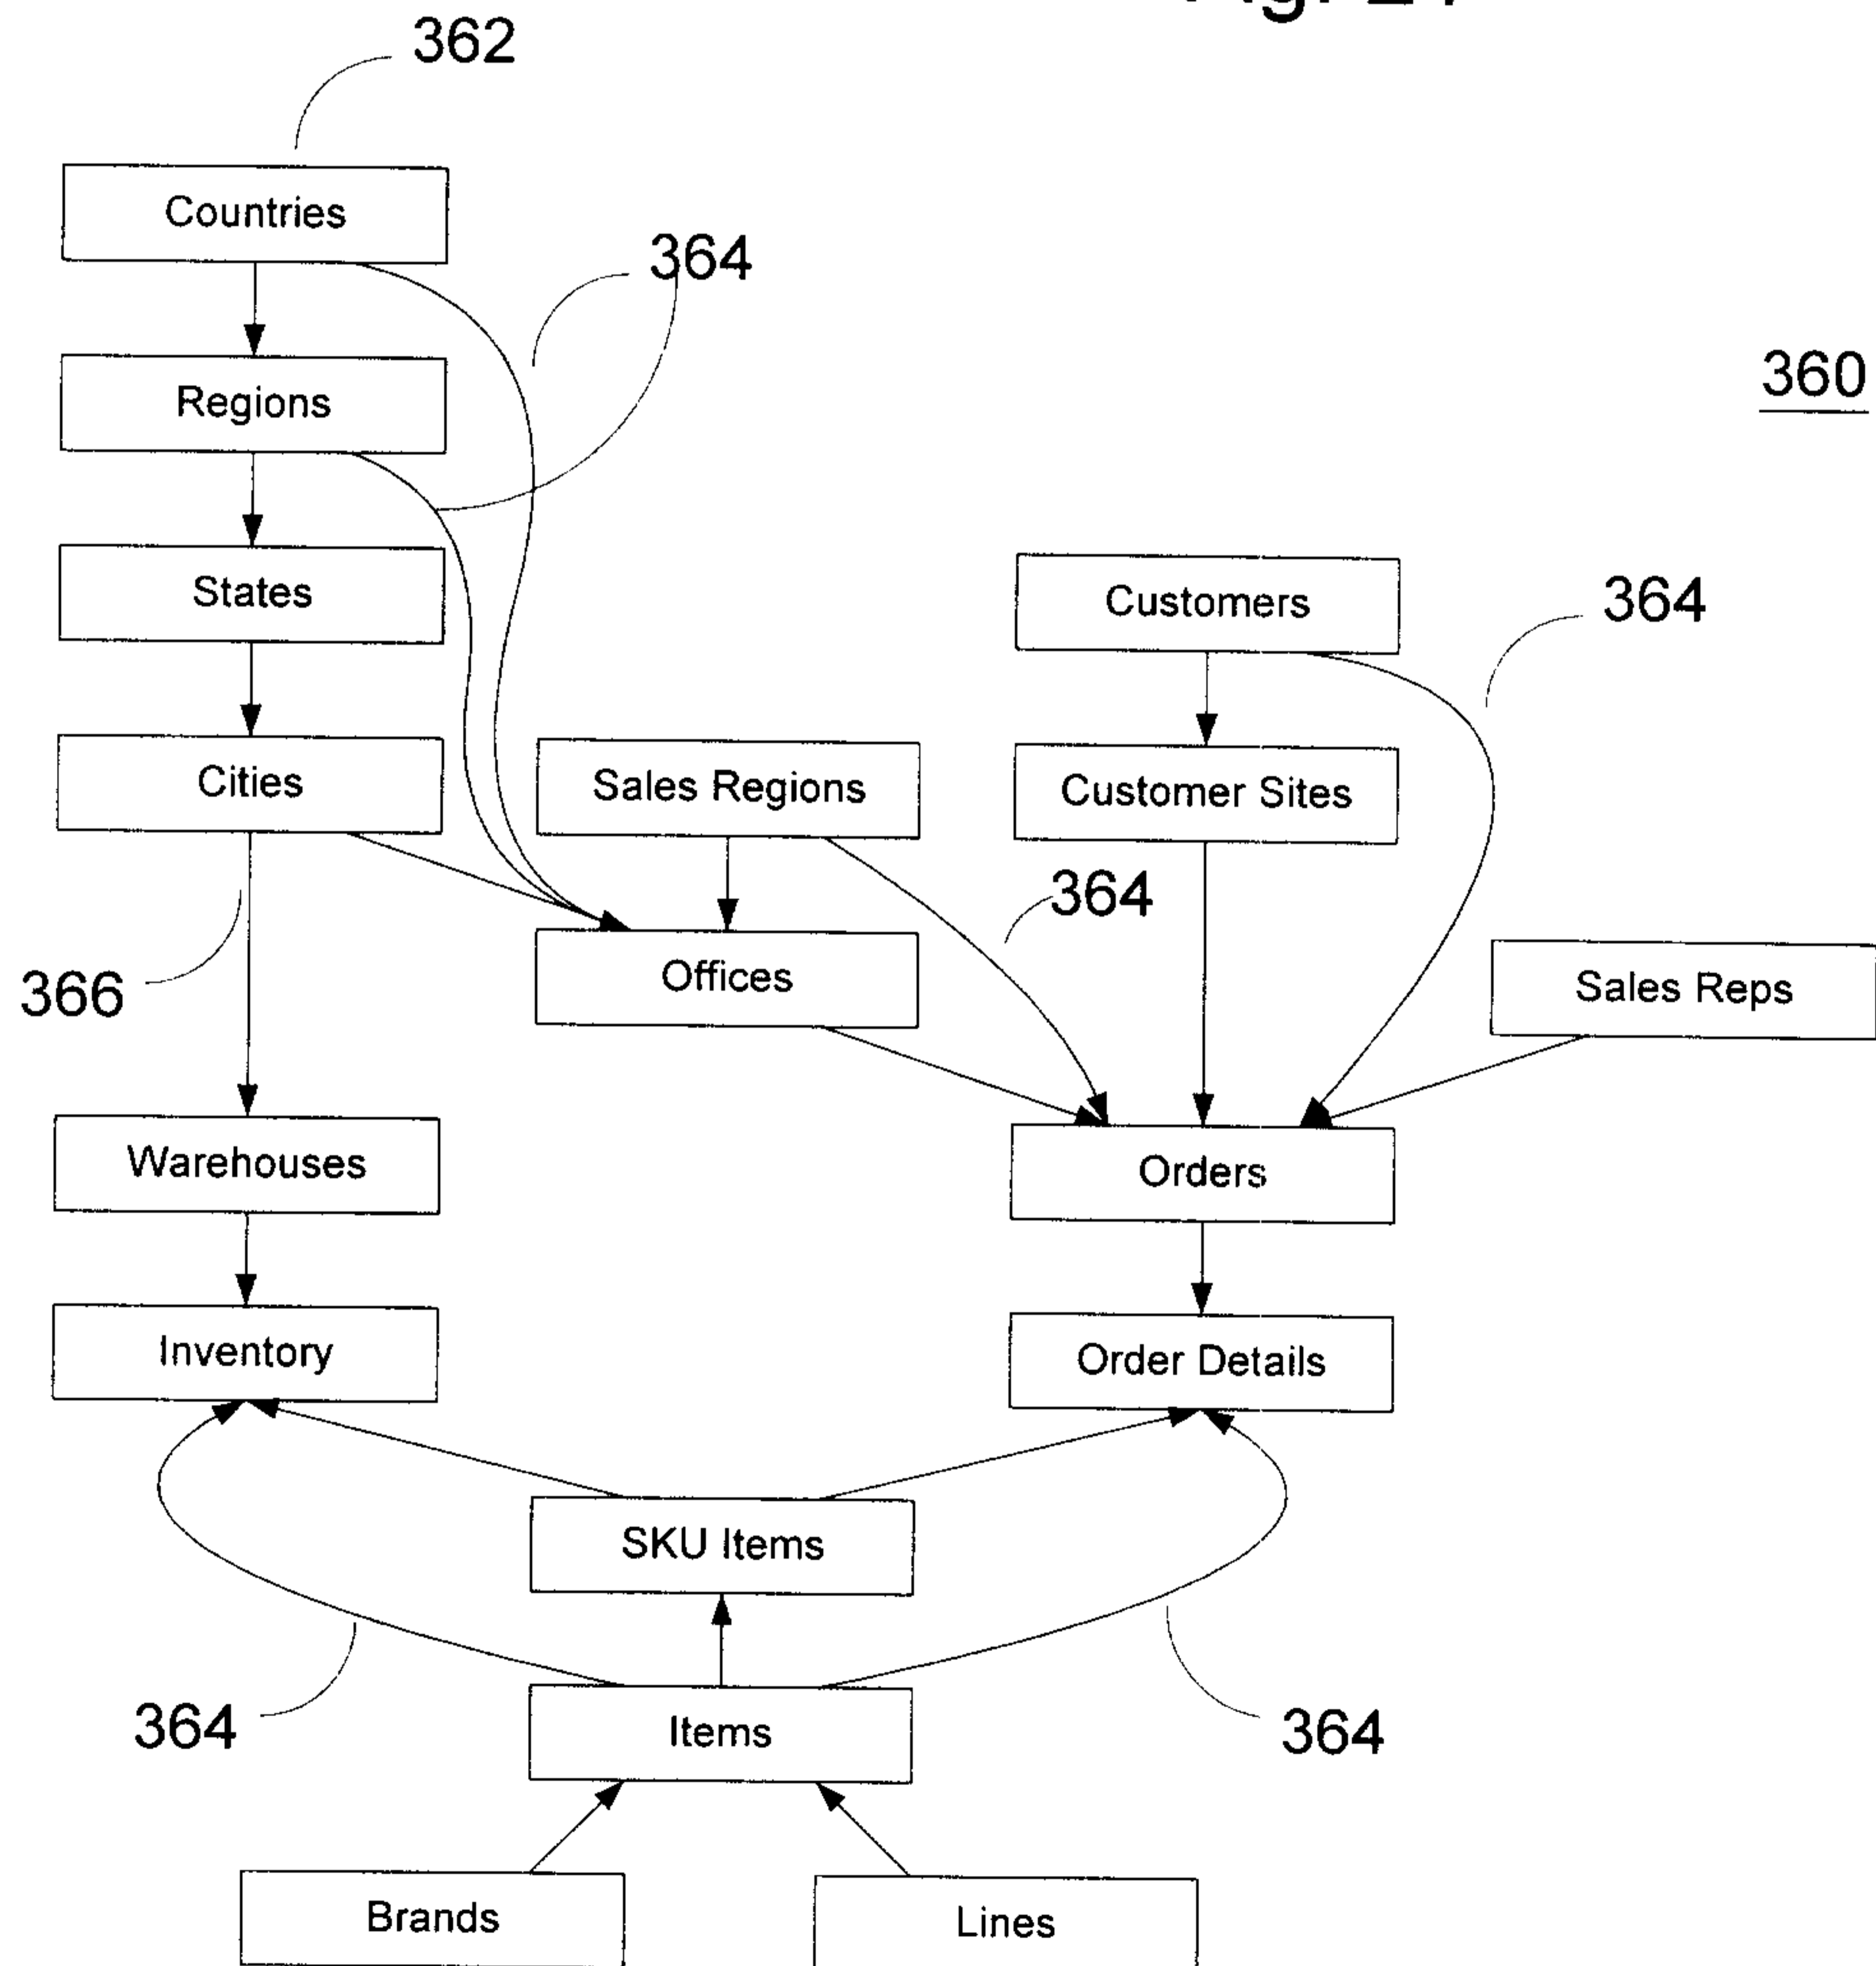 362
Countries
364
Regions
360
States
Customers
364
Cities
Sales Regions
Customer Sites
364
366
Offices
Sales Reps
Warehouses
Orders
Inventory
Order Details
SKU Items
364
Items
364
Brands
Lines